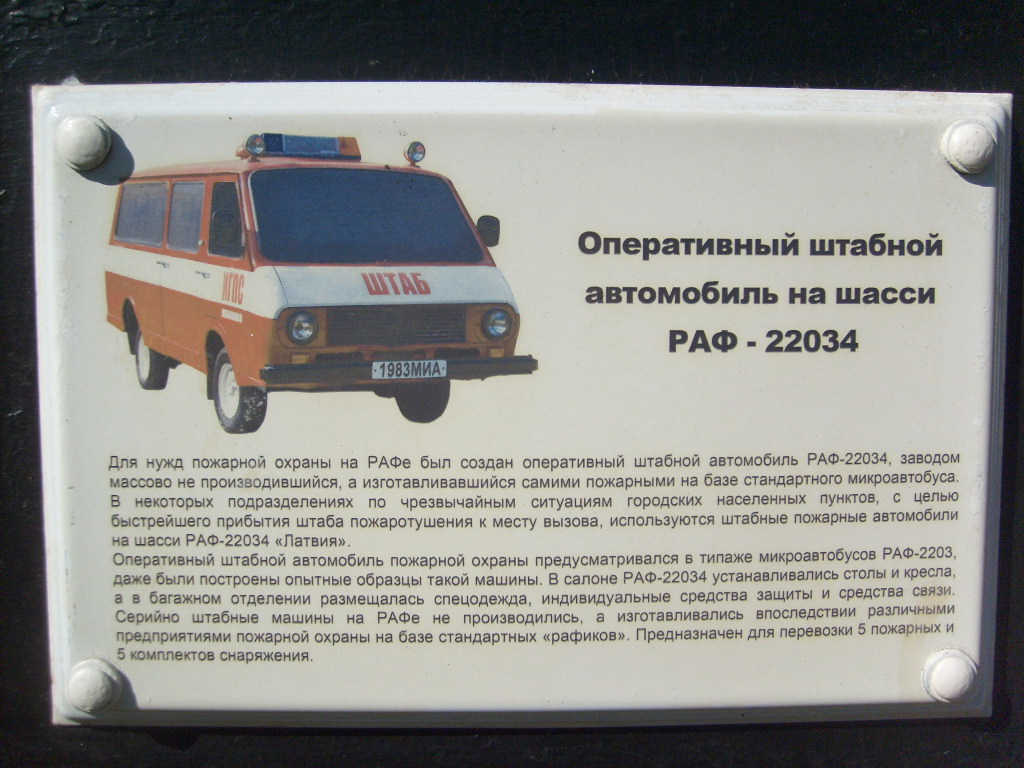 ШТАБ
ИГПС
·1983МИА·
Оперативный штабной
автомобиль на шасси
РАФ - 22034
Для нужд пожарной охраны на РАФе был создан оперативный штабной автомобиль РАФ-22034, заводом
массово не производившийся, а изготавливавшийся самими пожарными на базе стандартного микроавтобуса.
В некоторых подразделениях по чрезвычайным ситуациям городских населенных пунктов, с целью
быстрейшего прибытия штаба пожаротушения к месту вызова, используются штабные пожарные автомобили
на шасси РАФ-22034 «Латвия».
Оперативный штабной автомобиль пожарной охраны предусматривался в типаже микроавтобусов РАФ-2203,
даже были построены опытные образцы такой машины. В салоне РАФ-22034 устанавливались столы и кресла,
а в багажном отделении размещалась спецодежда, индивидуальные средства защиты и средства связи.
Серийно штабные машины на РАФе не производились, а изготавливались впоследствии различными
предприятиями пожарной охраны на базе стандартных «рафиков». Предназначен для перевозки 5 пожарных и
5 комплектов снаряжения.